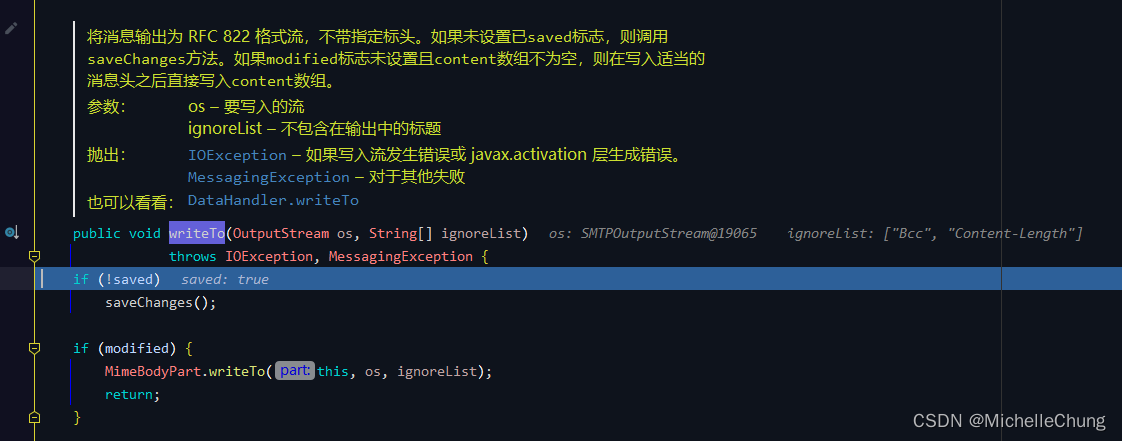 将消息输出为 RFC 822 格式流，不带指定标头。如果未设置已saved标志，则调用
saveChanges方法。如果modified标志未设置且content数组不为空，则在写入适当的
消息头之后直接写入content数组。
参数： os – 要写入的流
ignoreList – 不包含在输出中的标题
抛出： IOException – 如果写入流发生错误或 javax.activation 层生成错误。
MessagingException – 对于其他失败
也可以看看： DataHandler.writeTo
public void writeTo(OutputStream os, String[] ignoreList) os: SMTPOutputStream@19065 ignoreList: ["Bcc", "Content-Length"]
throws IOException, MessagingException {
if (!saved) saved: true
saveChanges();
if (modified) {
MimeBodyPart.writeTo( part: this, os, ignoreList);
return;
}
CSDN @MichelleChung